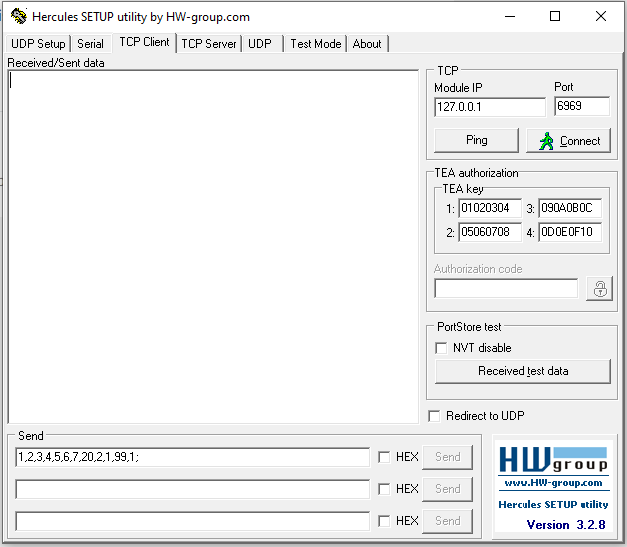 Hercules SETUP utility by HW-group.com
UDP Setup Serial TCP Client TCP Server UDP Test Mode About
Received/Sent data
TCP
Module IP Port
127.0.0.1 6969
Ping Connect
TEA authorization
TEA key
1: 01020304 3: 090A0B0C
2: 05060708 4: 0D0E0F10
Authorization code
PortStore test
NVT disable
Received test data
Redirect to UDP
Send
1,2,3,4,5,6,7,20,2,1,99,1; HEX Send
HEX Send
HEX Send
HWgroup
www.HW-group.com
Hercules SETUP utility
Version 3.2.8